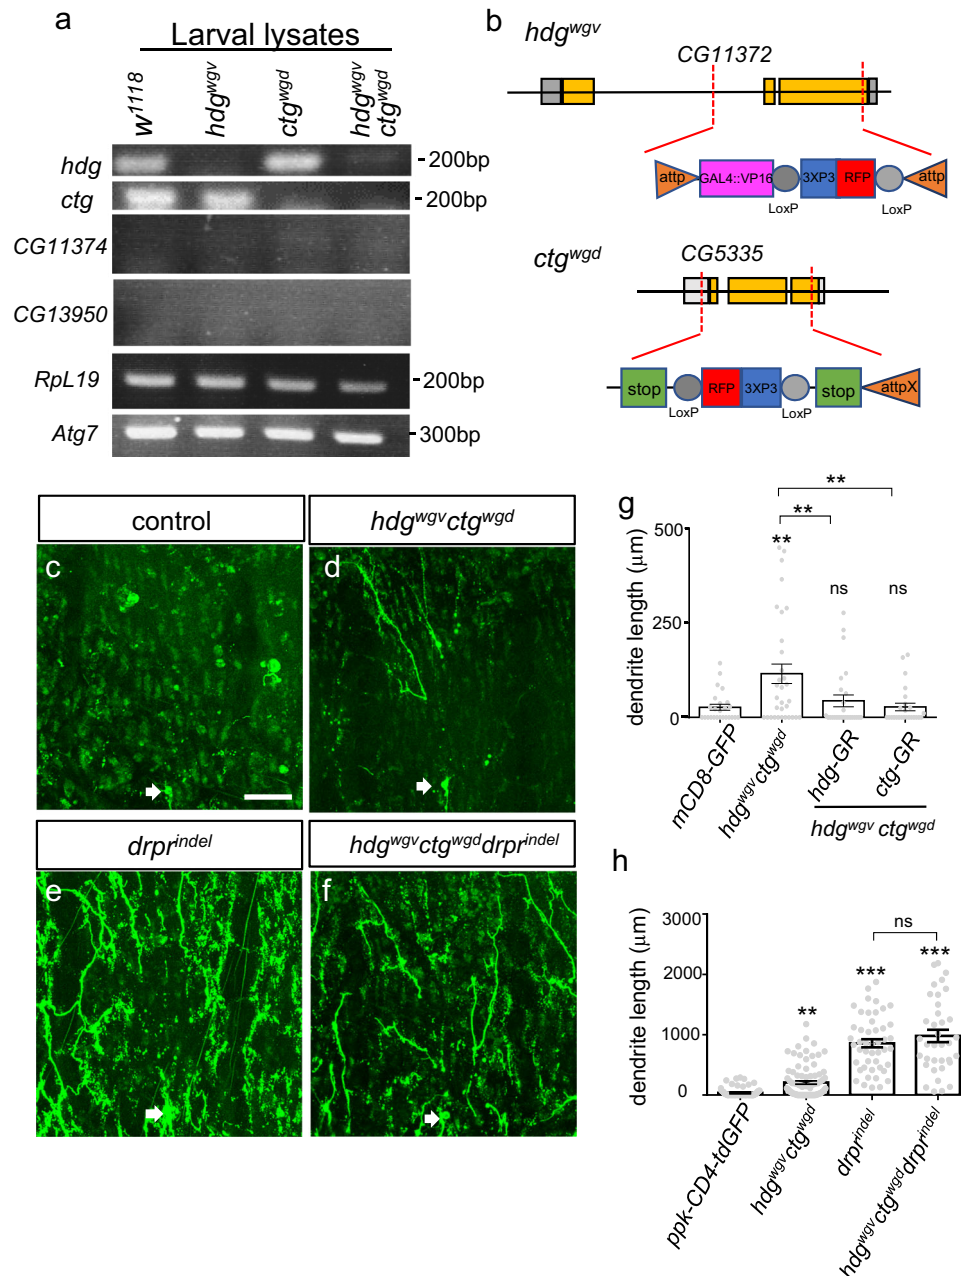 a
Larval lysates
w1118
hdgwgv
ctgwgd
hdgwgv
ctgwgd
hdg
-200bp
ctg
-200bp
CG11374
CG13950
RpL19
-200bp
Atg7
-300bp
b
hdgwgv
CG11372
attp
GAL4::VP16
3XP3
RFP
attp
LoxP
LoxP
ctgwgd
CG5335
stop
RFP
3XP3
stop
attpX
LoxP
LoxP
control
hdgwgvctgwgd
c
d
drprindel
hdgwgvctgwgddrprindel
e
f
g
**
**
**
ns
ns
dendrite length (µm)
500
250
0
mCD8-GFP
hdgwgvctgwgd
hdg-GR
ctg-GR
hdgwgv ctgwgd
h
ns
**
***
***
dendrite length (µm)
3000
2000
1000
0
ppk-CD4-tdGFP
hdgwgvctgwgd
drprindel
hdgwgvctgwgddrprindel